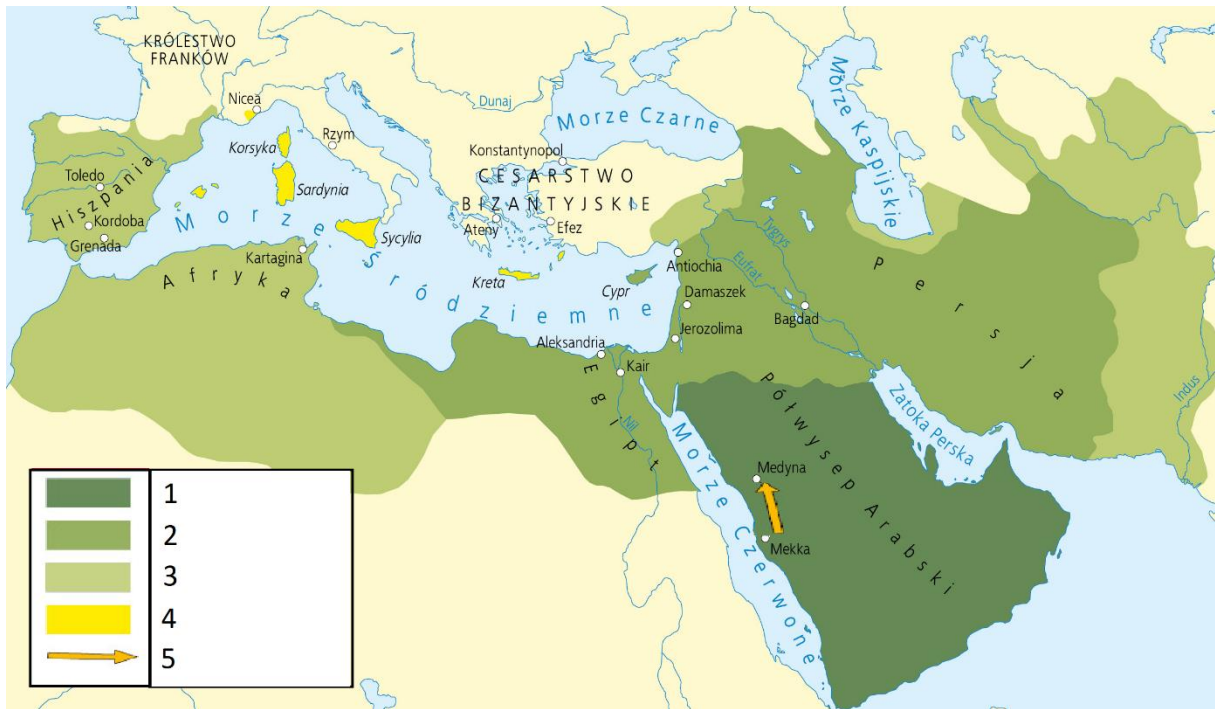 KRÓLESTWO
FRANKÓW
Nicea
Dunaj
Morze Czarne
Morze Kaspijskie
Korsyka
Rzym
Konstantynopol
CESARSTWO
BIZANTYJSKIE
Toledo
Hiszpania
Sardynia
Kordoba
Grenada
Morze Śródziemne
Sycylia
Ateny
Efez
Kartagina
Afryka
Kreta
Cypr
Antiochia
Tygrys
Eufrat
Persja
Damaszek
Bagdad
Jerozolima
Aleksandria
Kair
Egipt
Nil
Półwysep Arabski
Zatoka Perska
Indus
Morze Czerwone
Medyna
Mekka
1
2
3
4
5